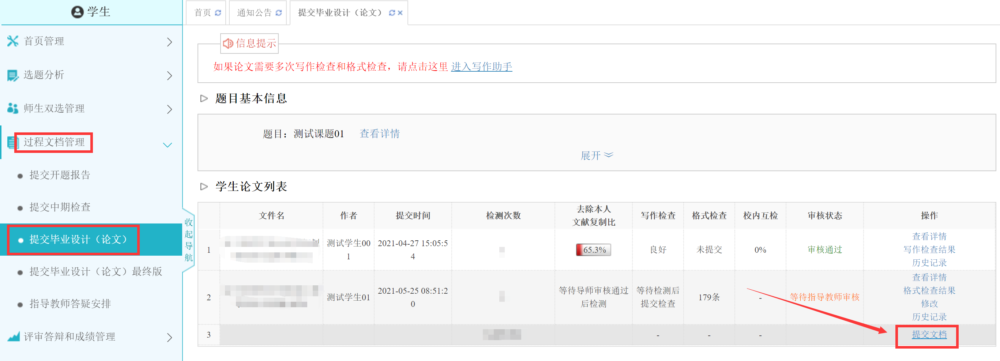 学生
首页管理
选题分析
师生双选管理
过程文档管理
提交开题报告
提交中期检查
提交毕业设计（论文）
提交毕业设计（论文）最终版
指导教师答疑安排
评审答辩和成绩管理
收起导航
首页
通知公告
提交毕业设计（论文）
信息提示
如果论文需要多次写作检查和格式检查，请点击这里 进入写作助手
题目基本信息
题目：测试课题01 查看详情
展开
学生论文列表
文件名 作者 提交时间 检测次数 去除本人文献复制比 写作检查 格式检查 校内互检 审核状态 操作
1 测试学生001 2021-04-27 15:05:54 65.3% 良好 未提交 0% 审核通过
查看详情
写作检查结果
历史记录
2 测试学生01 2021-05-25 08:51:20 等待导师审核通过后检测 等待检测后提交检查 179条 - 等待指导教师审核
查看详情
格式检查结果
修改
历史记录
3 - - - 提交文档